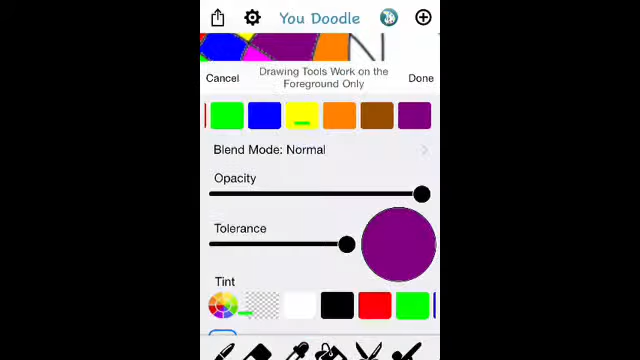 You Doodle
Cancel
Drawing Tools Work on the
Foreground Only
Done
Blend Mode: Normal
Opacity
Tolerance
Tint